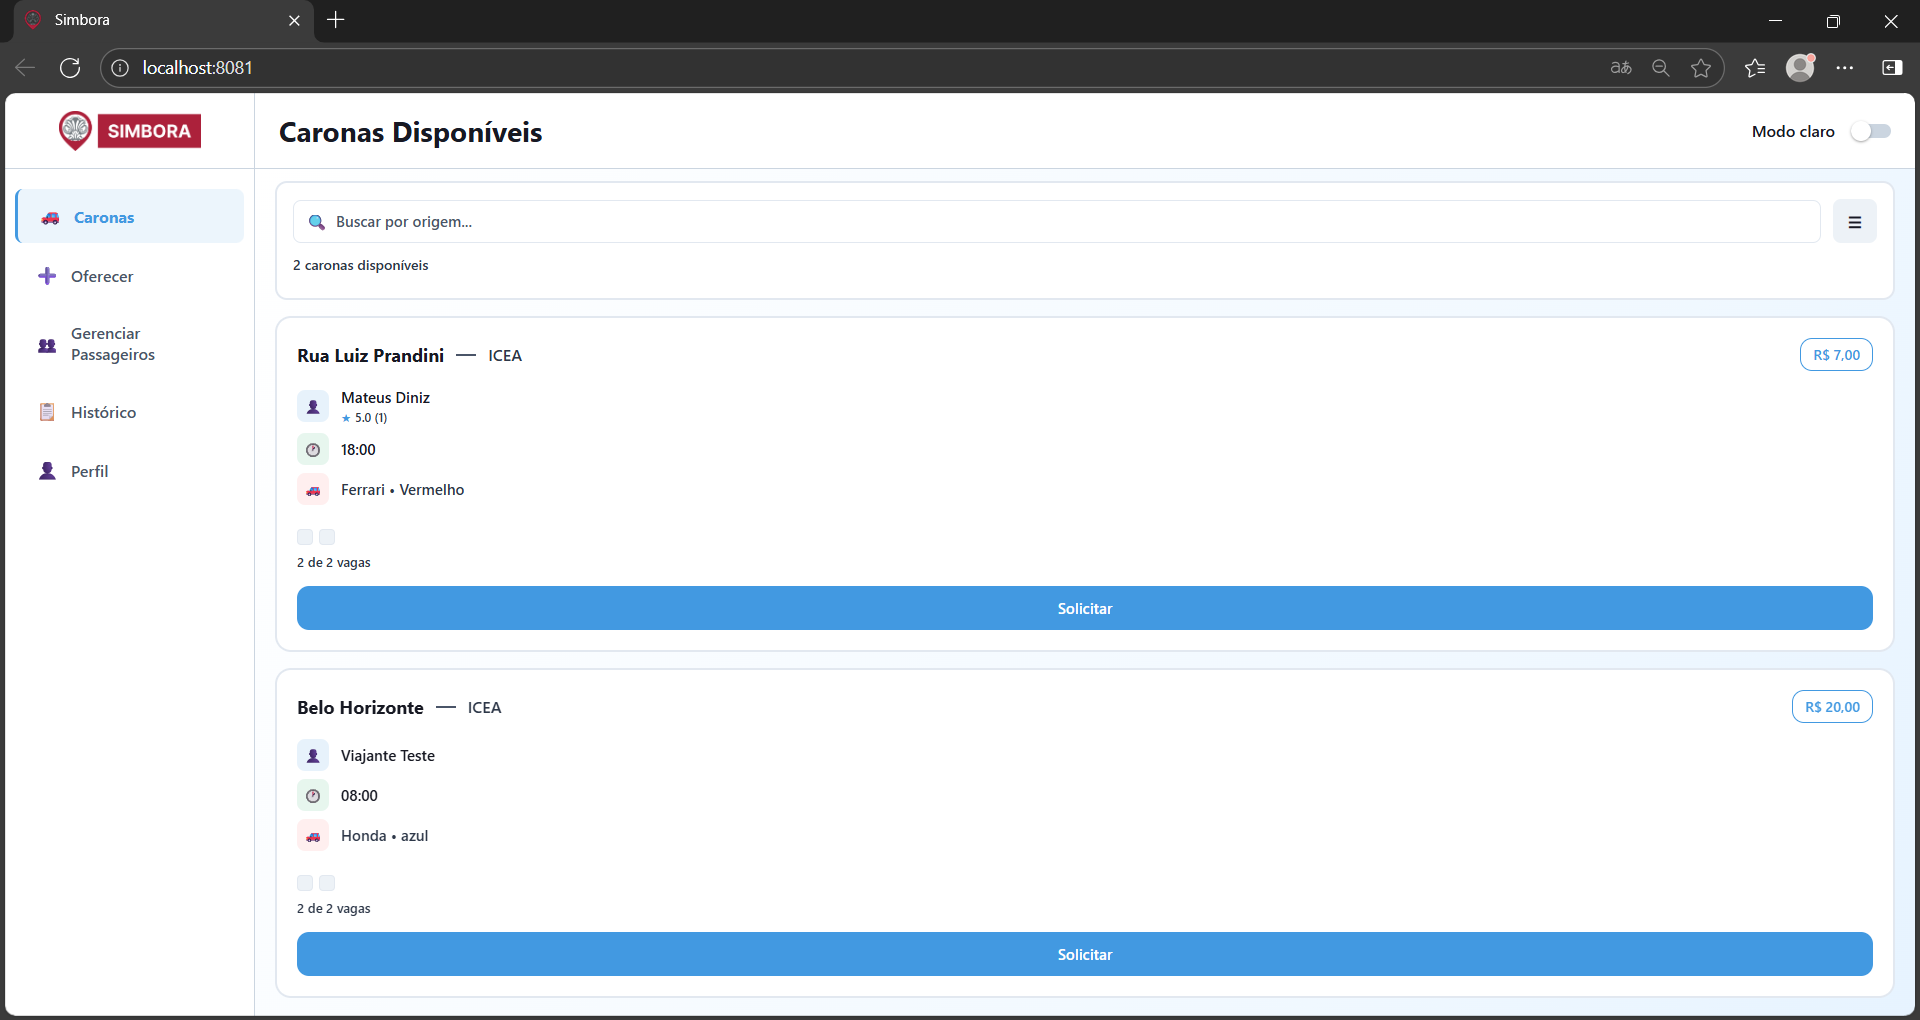 Simbora
localhost:8081
SIMBORA
Caronas Disponíveis
Modo claro
Caronas
Oferecer
Gerenciar
Passageiros
Histórico
Perfil
Buscar por origem...
2 caronas disponíveis
Rua Luiz Prandini — ICEA
R$ 7,00
Mateus Diniz
★ 5.0 (1)
18:00
Ferrari • Vermelho
2 de 2 vagas
Solicitar
Belo Horizonte — ICEA
R$ 20,00
Viajante Teste
08:00
Honda • azul
2 de 2 vagas
Solicitar